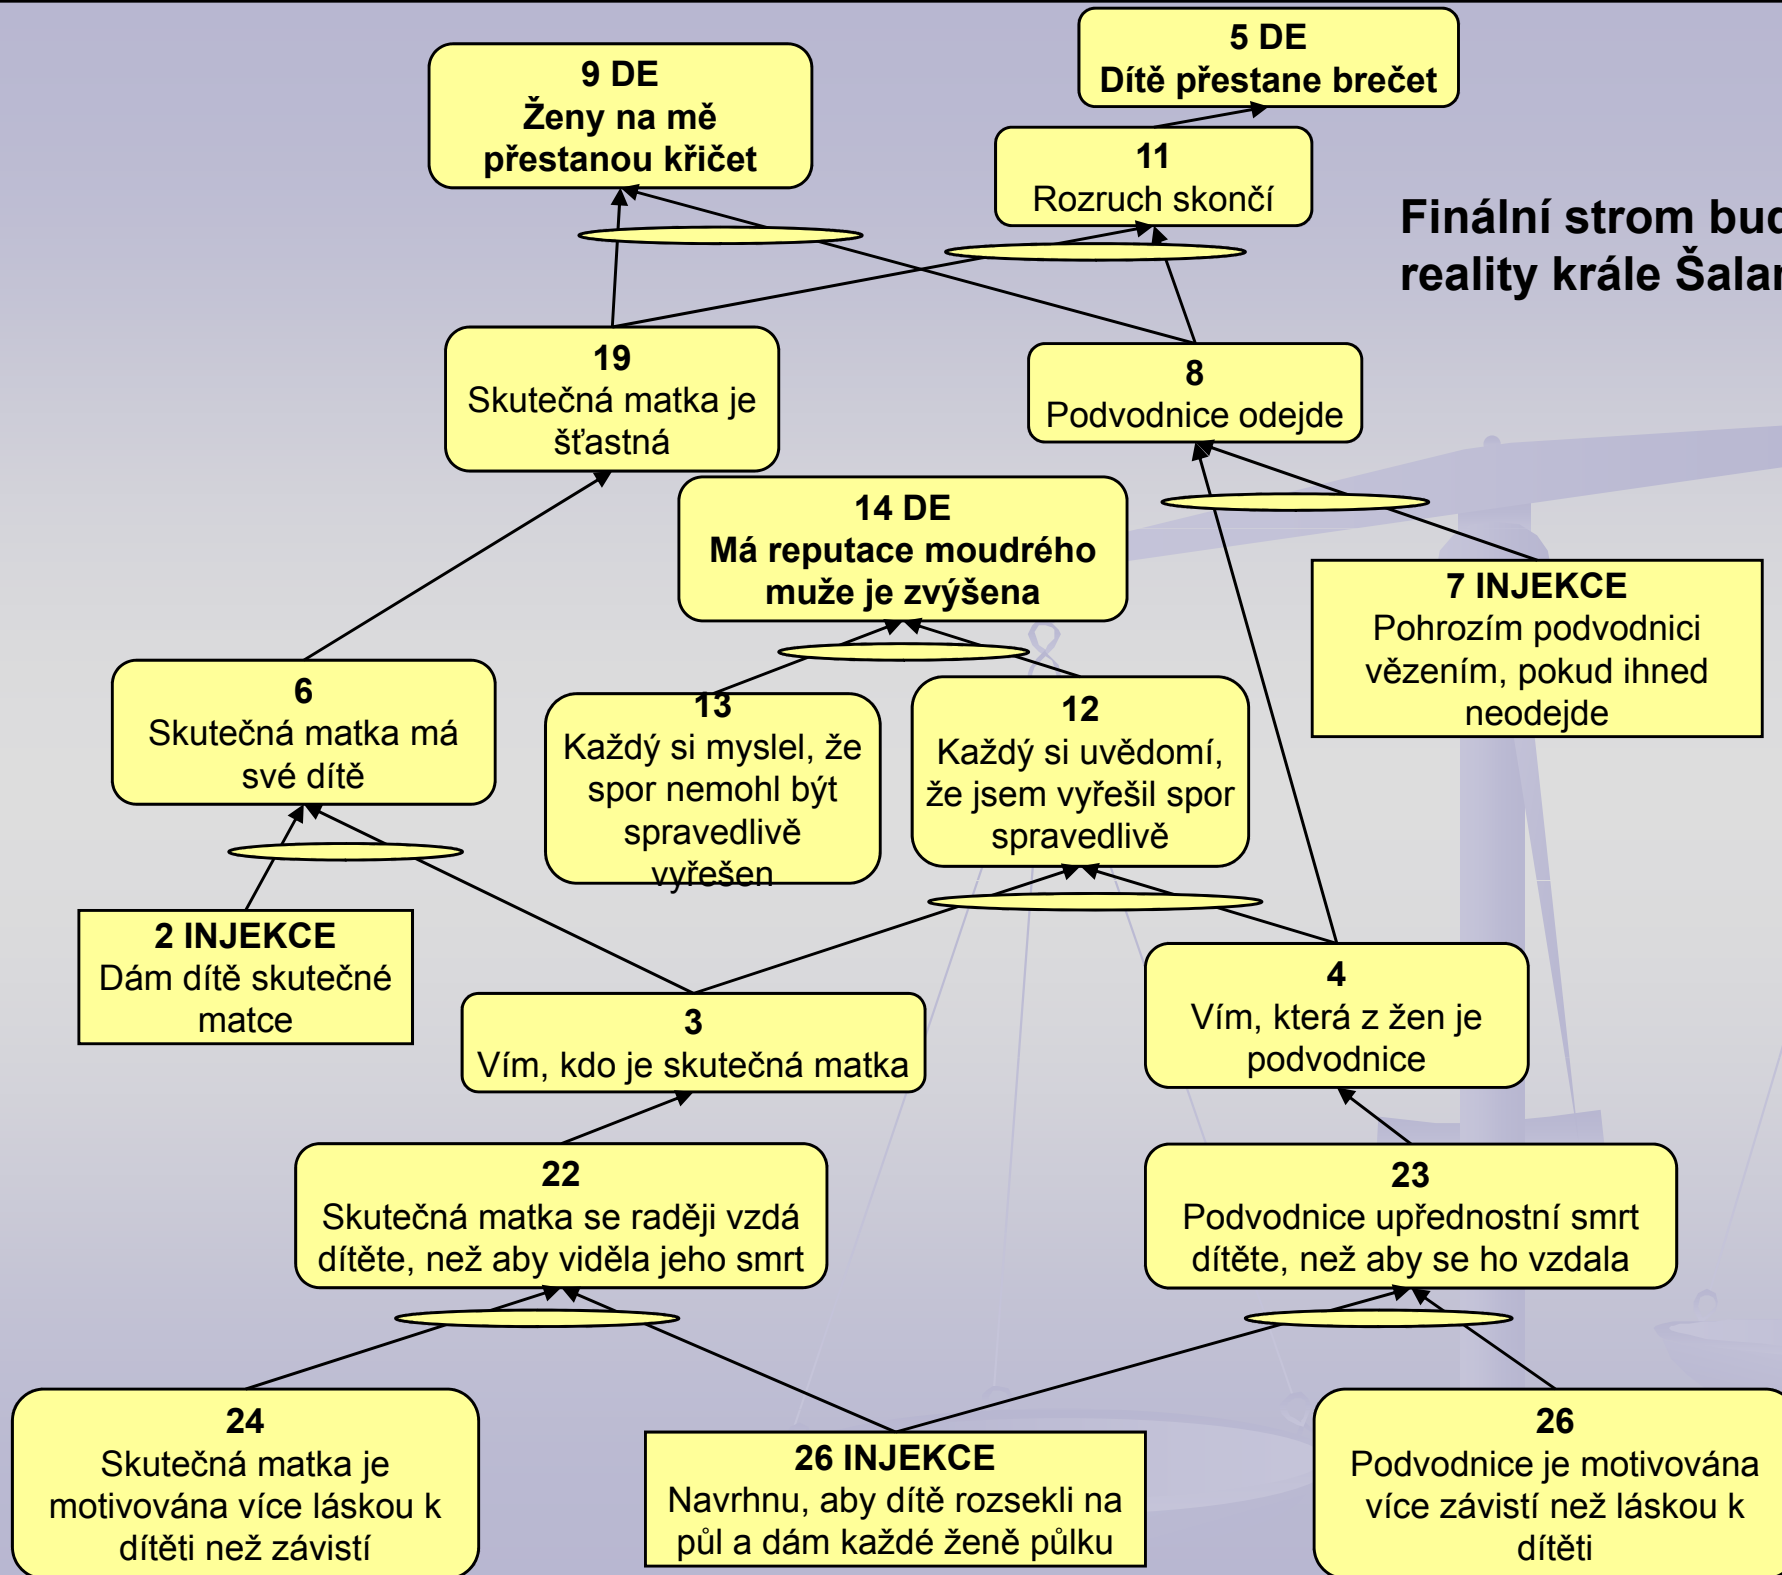 5 DE
Dítě přestane brečet
9 DE
Ženy na mě
přestanou křičet
11
Rozruch skončí
Finální strom
reality krále
19
Skutečná matka je
šťastná
8
Podvodnice odejde
14 DE
Má reputace moudrého
muže je zvýšena
7 INJEKCE
Pohrozím podvodnici
vězením, pokud ihned
neodejde
6
Skutečná matka má
své dítě
13
Každý si myslel, že
spor nemohl být
spravedlivě
vyřešen
12
Každý si uvědomí,
že jsem vyřešil spor
spravedlivě
2 INJEKCE
Dám dítě skutečné
matce
3
Vím, kdo je skutečná matka
4
Vím, která z žen je
podvodnice
22
Skutečná matka se raději vzdá
dítěte, než aby viděla jeho smrt
23
Podvodnice upřednostní smrt
dítěte, než aby se ho vzdala
24
Skutečná matka je
motivována více láskou k
dítěti než závistí
26 INJEKCE
Navrhnu, aby dítě rozsekli na
půl a dám každé ženě půlku
26
Podvodnice je motivována
více závistí než láskou k
dítěti